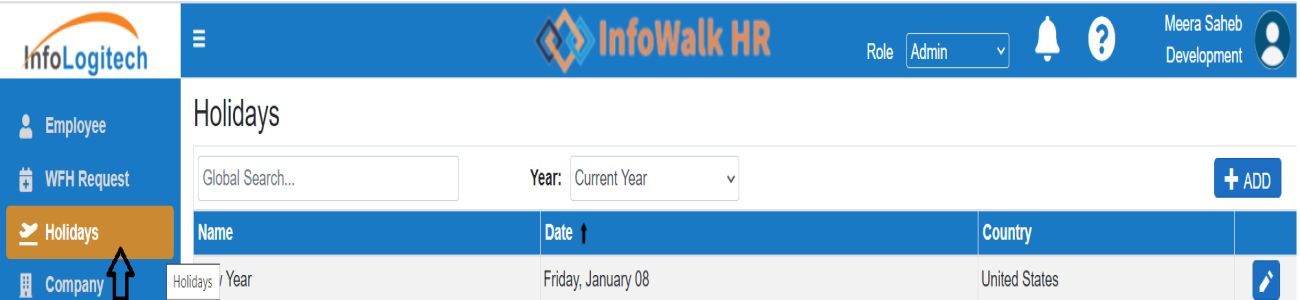 InfoLogitech
InfoWalk HR
Role Admin
Meera Saheb
Development
Employee
WFH Request
Holidays
Company
Holidays
Holidays
Global Search...
Year: Current Year
ADD
Name Date Country
Year Friday, January 08 United States